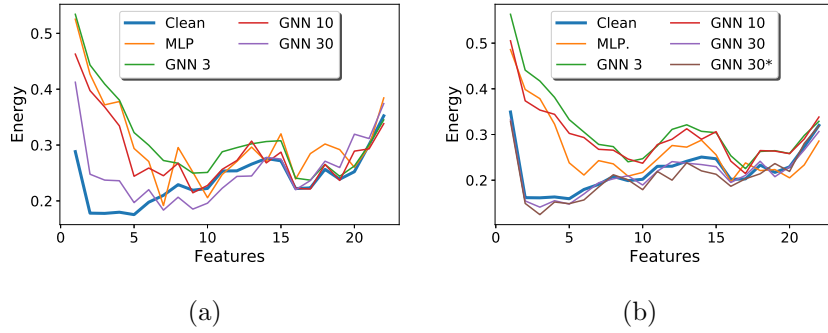 Clean
MLP
GNN 3
GNN 10
GNN 30
0.5
0.4
0.3
0.2
Energy
0
5
10
15
20
Features
(a)
Clean
MLP.
GNN 3
GNN 10
GNN 30
GNN 30*
0.5
0.4
0.3
0.2
Energy
0
5
10
15
20
Features
(b)